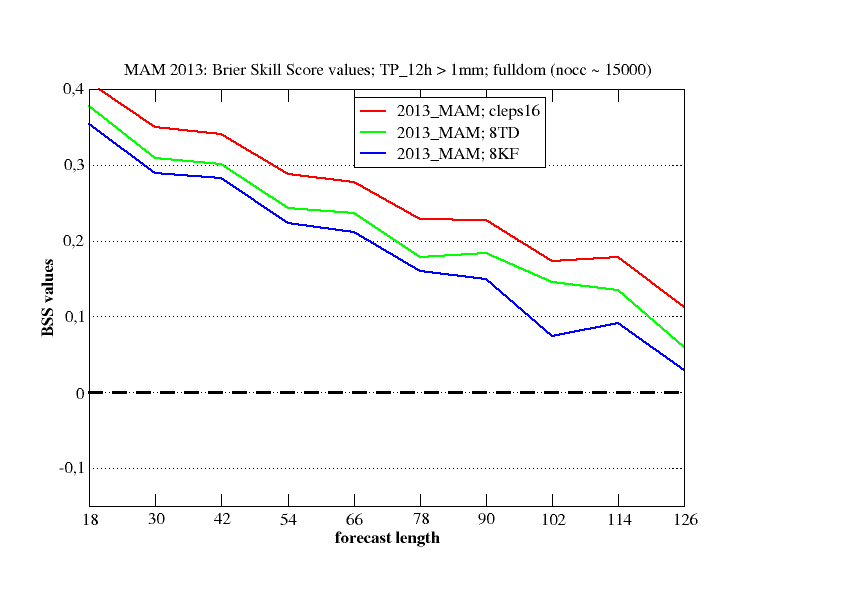 MAM 2013: Brier Skill Score values; TP_12h > 1mm; fulldom (nocc ~ 15000)
0,4
2013_MAM; cleps16
2013_MAM; 8TD
2013_MAM; 8KF
0,3
0,2
0,1
0
-0,1
BSS values
18 30 42 54 66 78 90 102 114 126
forecast length